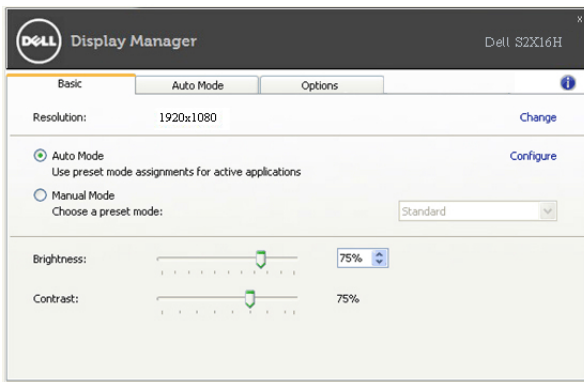 DELL Display Manager
x
Dell S2X16H
Basic
Auto Mode
Options
i
Resolution:
1920x1080
Change
Auto Mode
Configure
Use preset mode assignments for active applications
Manual Mode
Choose a preset mode:
Standard
Brightness:
75%
Contrast:
75%